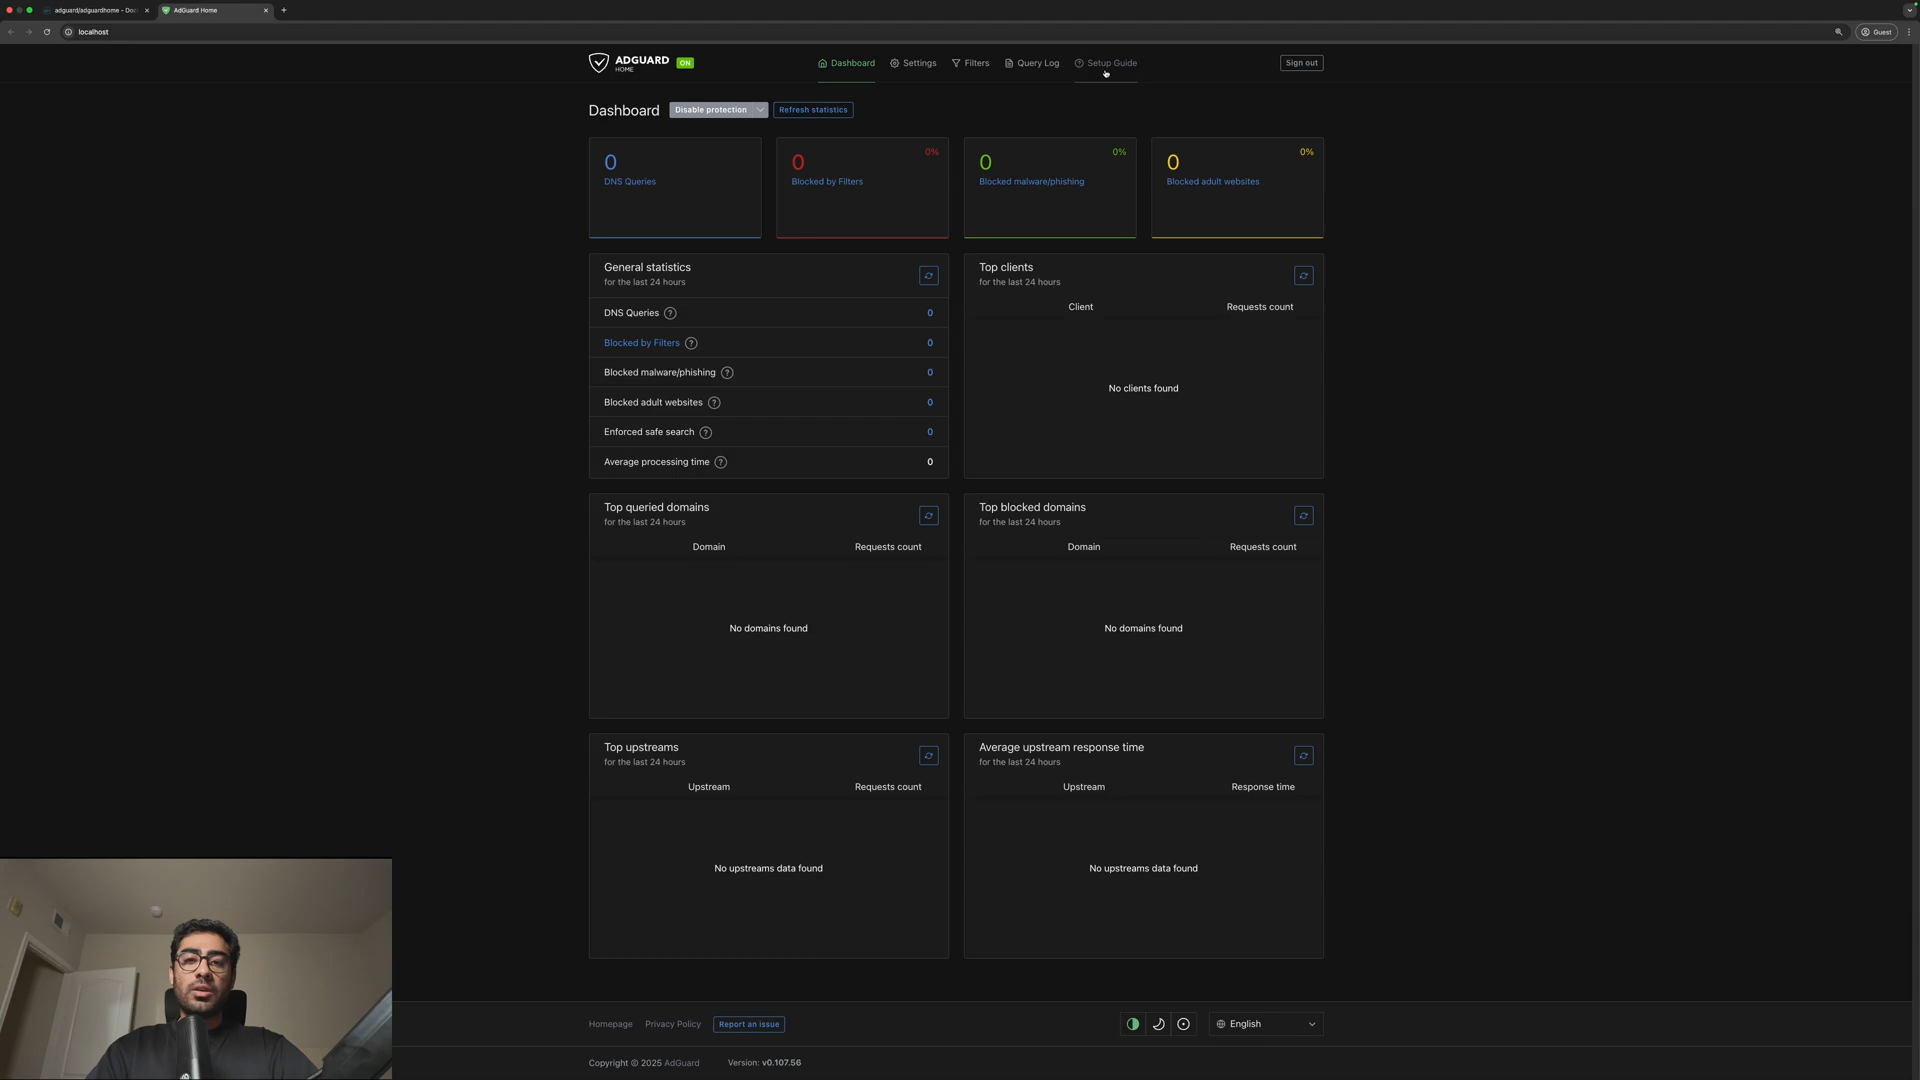 adguard/adguardhome - Doc
AdGuard Home
localhost
Guest
ADGUARD
HOME
ON
Dashboard
Settings
Filters
Query Log
Setup Guide
Sign out
Dashboard
Disable protection
Refresh statistics
0
DNS Queries
0
0%
Blocked by Filters
0
0%
Blocked malware/phishing
0
0%
Blocked adult websites
General statistics
for the last 24 hours
DNS Queries ? 0
Blocked by Filters ? 0
Blocked malware/phishing ? 0
Blocked adult websites ? 0
Enforced safe search ? 0
Average processing time ? 0
Top clients
for the last 24 hours
Client Requests count
No clients found
Top queried domains
for the last 24 hours
Domain Requests count
No domains found
Top blocked domains
for the last 24 hours
Domain Requests count
No domains found
Top upstreams
for the last 24 hours
Upstream Requests count
No upstreams data found
Average upstream response time
for the last 24 hours
Upstream Response time
No upstreams data found
Homepage Privacy Policy Report an issue
English
Copyright © 2025 AdGuard Version: v0.107.56